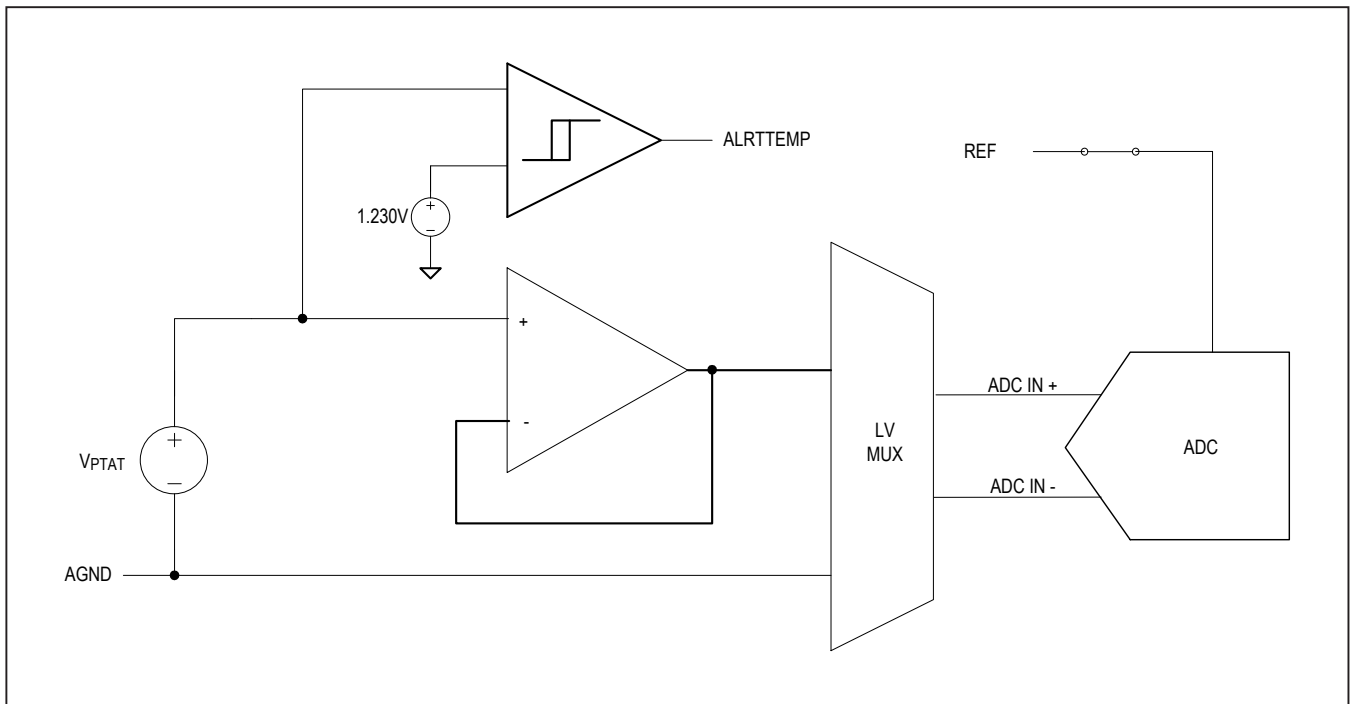 ALRTTEMP
REF
1.230V
+
-
+
-
ADC IN +
LV
MUX
ADC
VPTAT
+
-
ADC IN -
AGND